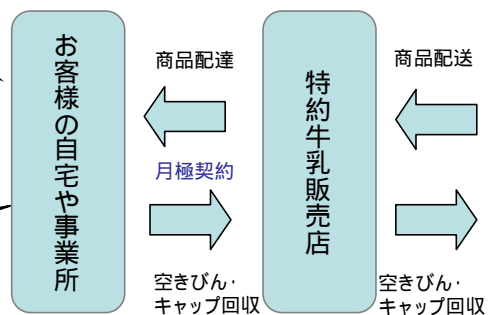 お客様の自宅や事業所
商品配達
月極契約
空きびん・
キャップ回収
特約牛乳販売店
商品配送
空きびん・
キャップ回収